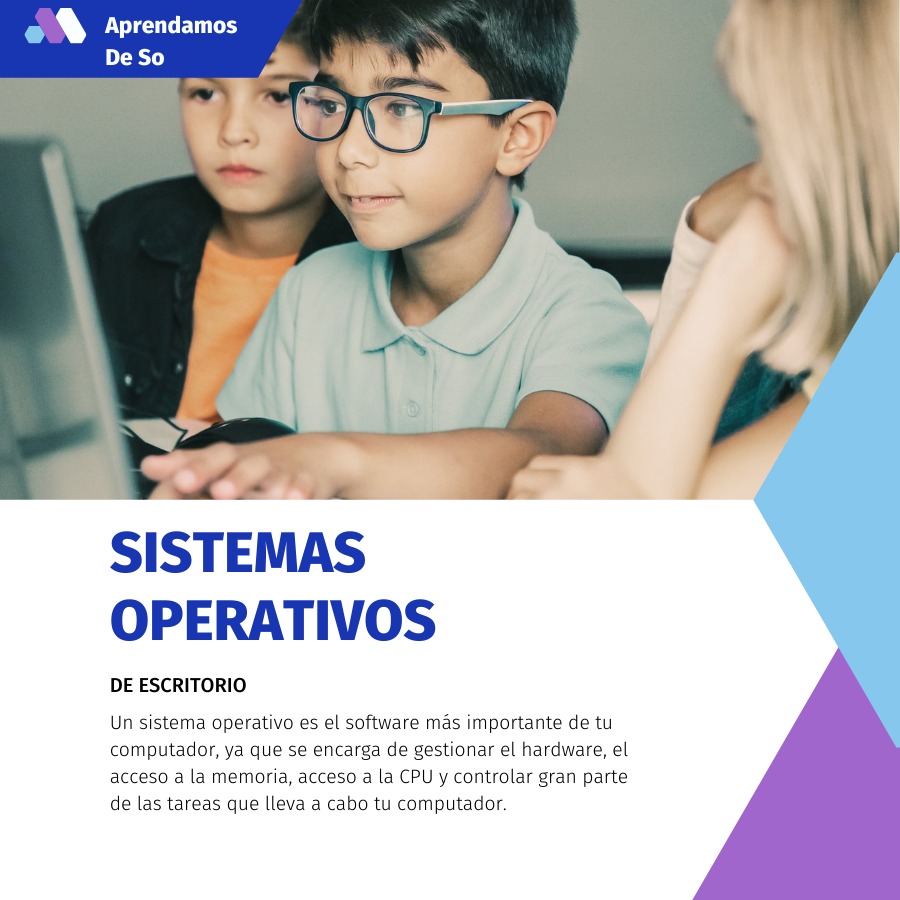 Aprendamos
De So
SISTEMAS
OPERATIVOS
DE ESCRITORIO
Un sistema operativo es el software más importante de tu
computador, ya que se encarga de gestionar el hardware, el
acceso a la memoria, acceso a la CPU y controlar gran parte
de las tareas que lleva a cabo tu computador.